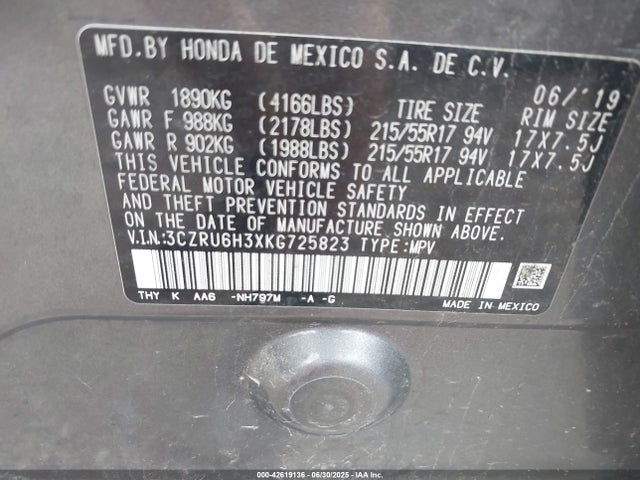 MFD.BY HONDA DE MEXICO S.A. DE C.V.
06/'19
GVWR 1890KG (4166LBS) TIRE SIZE RIM SIZE
GAWR F 988KG (2178LBS) 215/55R17 94V 17X7.5J
GAWR R 902KG (1988LBS) 215/55R17 94V 17X7.5J
THIS VEHICLE CONFORMS TO ALL APPLICABLE
FEDERAL MOTOR VEHICLE SAFETY
AND THEFT PREVENTION STANDARDS IN EFFECT
ON THE DATE OF MANUFACTURE SHOWN ABOVE.
V.I.N.:3CZRU6H3XKG725823 TYPE:MPV
THY K AA6 -NH797M -A -G
MADE IN MEXICO
000-42619136 - 06/30/2025 - IAAI.com